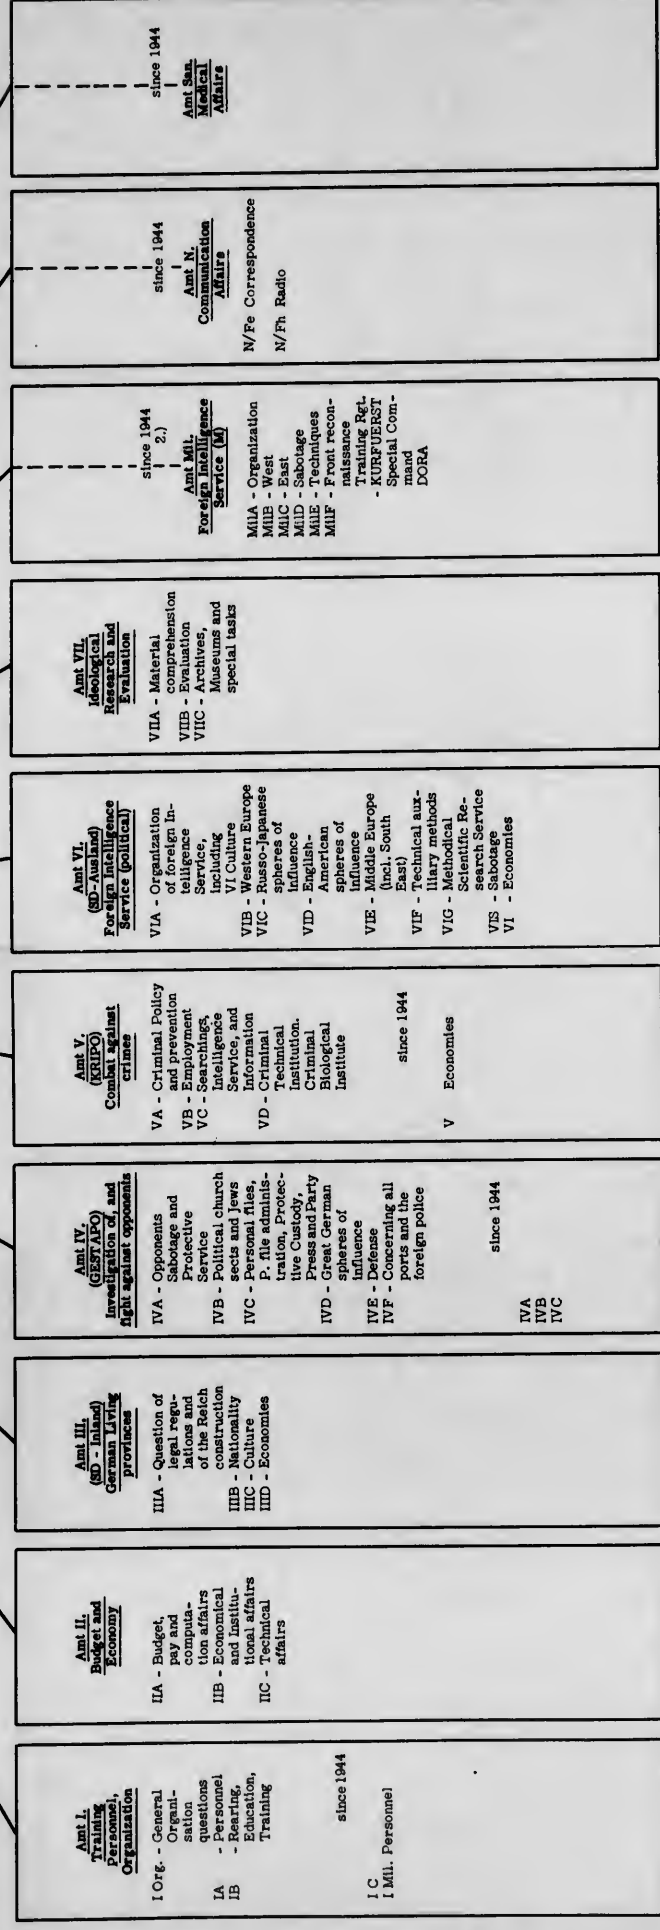 Amt I.
Training
Personnel,
Organization
I Org. - General
Organi-
sation
questions
IA - Personnel
IB - Rearing,
Education,
Training
since 1944
I C
I Mil. Personnel
Amt II.
Budget and
Economy
IIA - Budget,
pay and
computa-
tion affairs
IIB - Economical
and Institu-
tional affairs
IIC - Technical
affairs
Amt III.
(SD - Inland)
German Living
provinces
IIIA - Question of
legal regu-
lations and
of the Reich
construction
IIIB - Nationality
IIIC - Culture
IIID - Economies
Amt IV.
(GESTAPO)
Investigation of, and
fight against opponents
IVA - Opponents
Sabotage and
Protective
Service
IVB - Political church
sects and Jews
IVC - Personal files,
P. file adminis-
tration, Protec-
tive Custody,
Press and Party
IVD - Great German
spheres of
influence
IVE - Defense
IVF - Concerning all
ports and the
foreign police
since 1944
IVA
IVB
IVC
Amt V.
(KRIPO)
Combat against
crimes
VA - Criminal Policy
and prevention
VB - Employment
VC - Searchings,
Intelligence
Service, and
Information
VD - Criminal
Technical
Institution.
Criminal
Biological
Institute
since 1944
V Economies
Amt VI.
(SD-Ausland)
Foreign Intelligence
Service (political)
VIA - Organization
of foreign In-
telligence
Service,
including
VI Culture
VIB - Western Europe
VIC - Russo-Japanese
spheres of
influence
VID - English-
American
spheres of
influence
VIE - Middle Europe
(incl. South
East)
VIF - Technical aux-
iliary methods
VIG - Methodical
Scientific Re-
search Service
VIS - Sabotage
VI - Economies
Amt VII.
Ideological
Research and
Evaluation
VIIA - Material
comprehension
VIIB - Evaluation
VIIC - Archives,
Museums and
special tasks
since 1944
2.)
Amt Mil.
Foreign Intelligence
Service (M)
MilA - Organization
MilB - West
MilC - East
MilD - Sabotage
MilE - Techniques
MilF - Front recon-
naissance
Training Rgt.
- KURFUERST
Special Com-
mand
DORA
since 1944
Amt N.
Communication
Affairs
N/Fe Correspondence
N/Fh Radio
since 1944
Amt San.
Medical
Affairs